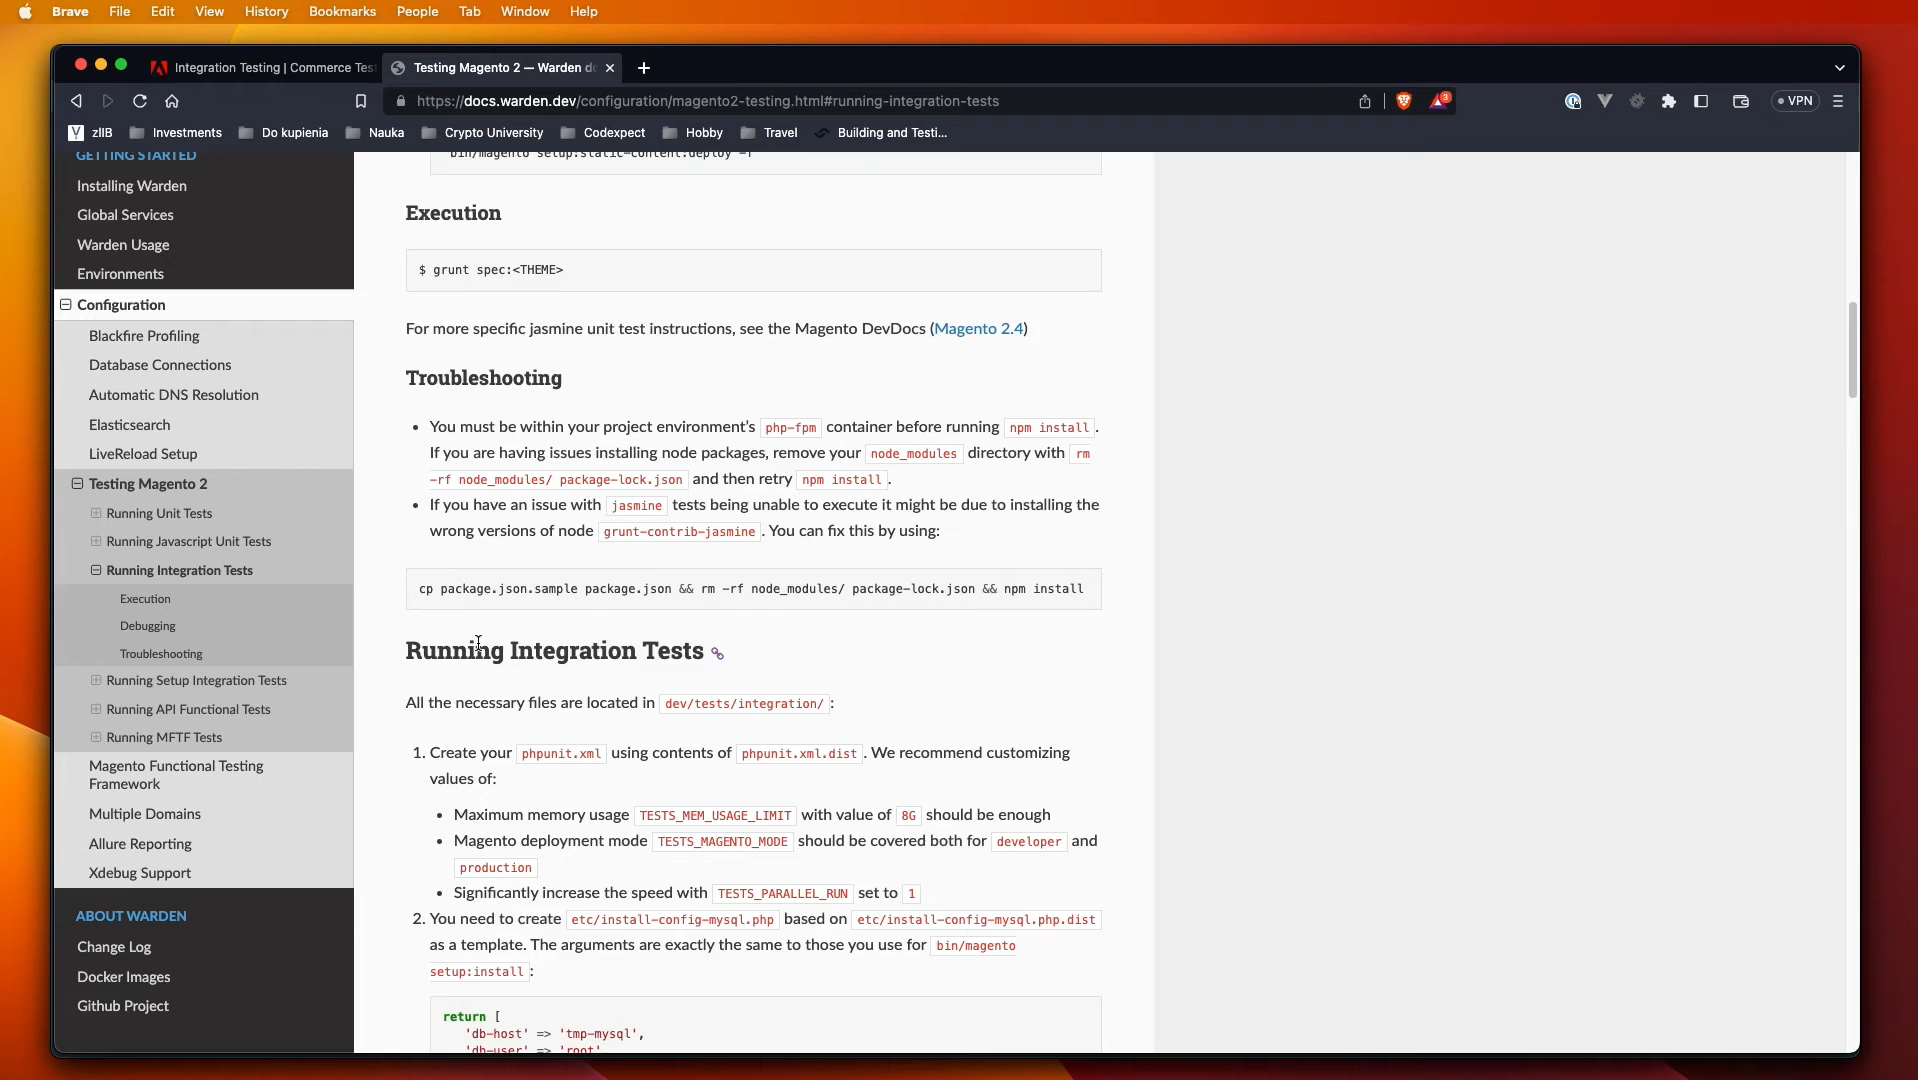 Brave File Edit View History Bookmarks People Tab Window Help
Integration Testing | Commerce Tes
Testing Magento 2 — Warden do
https://docs.warden.dev/configuration/magento2-testing.html#running-integration-tests
3
VPN
zIIB Investments Do kupienia Nauka Crypto University Codexpect Hobby Travel Building and Testi...
GETTING STARTED
Installing Warden
Global Services
Warden Usage
Environments
Configuration
Blackfire Profiling
Database Connections
Automatic DNS Resolution
Elasticsearch
LiveReload Setup
Testing Magento 2
Running Unit Tests
Running Javascript Unit Tests
Running Integration Tests
Execution
Debugging
Troubleshooting
Running Setup Integration Tests
Running API Functional Tests
Running MFTF Tests
Magento Functional Testing
Framework
Multiple Domains
Allure Reporting
Xdebug Support
ABOUT WARDEN
Change Log
Docker Images
Github Project
bin/magento setup:static-content:deploy -f
Execution
$ grunt spec:<THEME>
For more specific jasmine unit test instructions, see the Magento DevDocs (Magento 2.4)
Troubleshooting
• You must be within your project environment’s php-fpm container before running npm install .
If you are having issues installing node packages, remove your node_modules directory with rm
-rf node_modules/ package-lock.json and then retry npm install .
• If you have an issue with jasmine tests being unable to execute it might be due to installing the
wrong versions of node grunt-contrib-jasmine . You can fix this by using:
cp package.json.sample package.json && rm -rf node_modules/ package-lock.json && npm install
Running Integration Tests
All the necessary files are located in dev/tests/integration/ :
1. Create your phpunit.xml using contents of phpunit.xml.dist . We recommend customizing
values of:
• Maximum memory usage TESTS_MEM_USAGE_LIMIT with value of 8G should be enough
• Magento deployment mode TESTS_MAGENTO_MODE should be covered both for developer and
production
• Significantly increase the speed with TESTS_PARALLEL_RUN set to 1
2. You need to create etc/install-config-mysql.php based on etc/install-config-mysql.php.dist
as a template. The arguments are exactly the same to those you use for bin/magento
setup:install :
return [
'db-host' => 'tmp-mysql',
'db-user' => 'root',